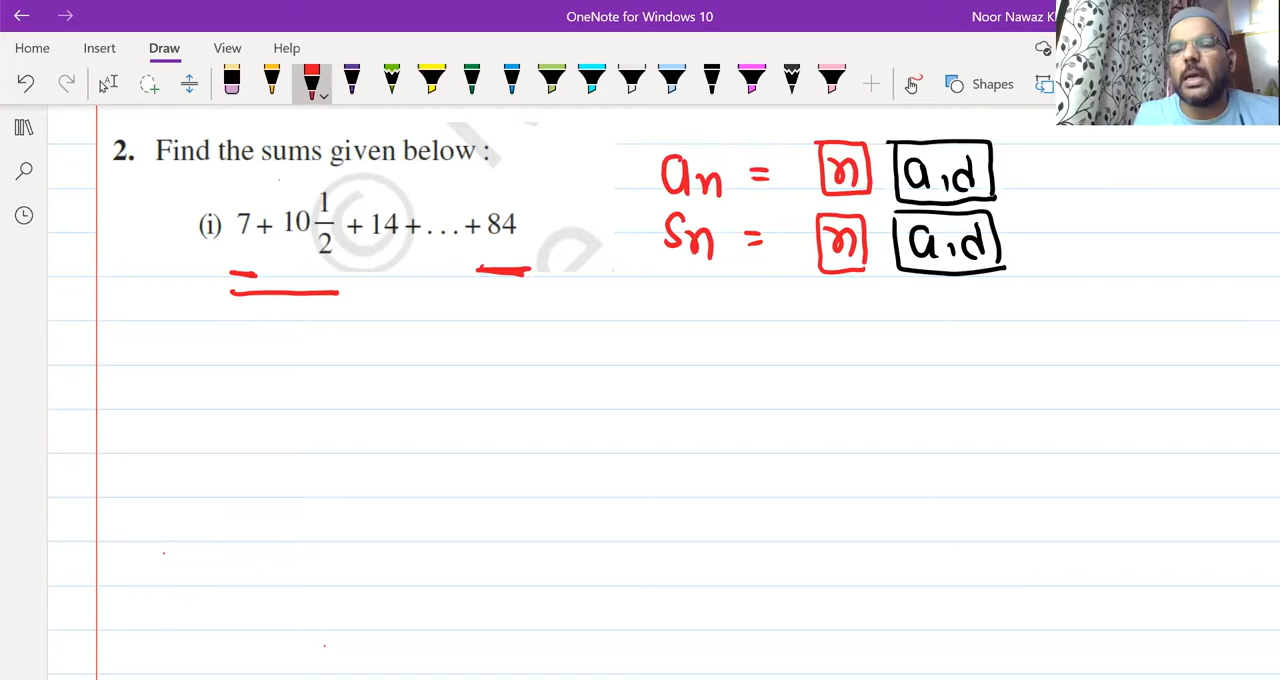 OneNote for Windows 10
Noor Nawaz K
Home Insert Draw View Help
Shapes
2. Find the sums given below :
(i) 7 + 10 1/2 + 14 + . . . + 84
an = n a,d
Sn = n a,d